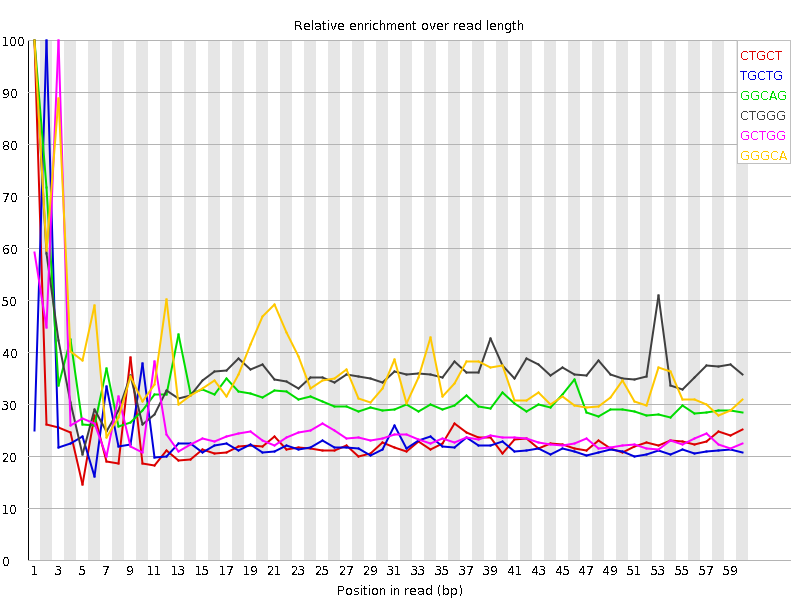 Relative enrichment over read length
100
90
80
70
60
50
40
30
20
10
0
CTGCT
TGCTG
GGCAG
CTGGG
GCTGG
GGGCA
1 3 5 7 9 11 13 15 17 19 21 23 25 27 29 31 33 35 37 39 41 43 45 47 49 51 53 55 57 59
Position in read (bp)